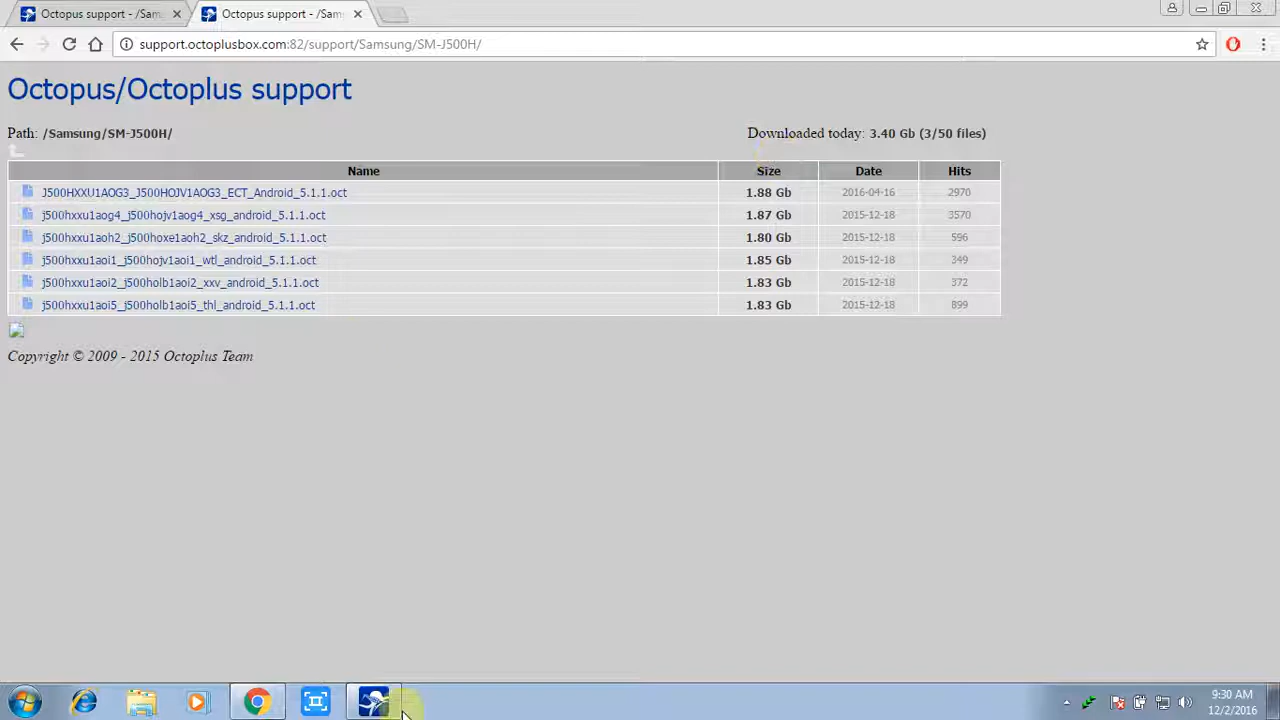 Octopus support - /Sam
Octopus support - /Sam
support.octoplusbox.com:82/support/Samsung/SM-J500H/
Octopus/Octoplus support
Path: /Samsung/SM-J500H/
Downloaded today: 3.40 Gb (3/50 files)
Name Size Date Hits
J500HXXU1AOG3_J500HOJV1AOG3_ECT_Android_5.1.1.oct 1.88 Gb 2016-04-16 2970
j500hxxu1aog4_j500hojv1aog4_xsg_android_5.1.1.oct 1.87 Gb 2015-12-18 3570
j500hxxu1aoh2_j500hoxe1aoh2_skz_android_5.1.1.oct 1.80 Gb 2015-12-18 596
j500hxxu1aoi1_j500hojv1aoi1_wtl_android_5.1.1.oct 1.85 Gb 2015-12-18 349
j500hxxu1aoi2_j500holb1aoi2_xxv_android_5.1.1.oct 1.83 Gb 2015-12-18 372
j500hxxu1aoi5_j500holb1aoi5_thl_android_5.1.1.oct 1.83 Gb 2015-12-18 899
Copyright © 2009 - 2015 Octoplus Team
9:30 AM
12/2/2016